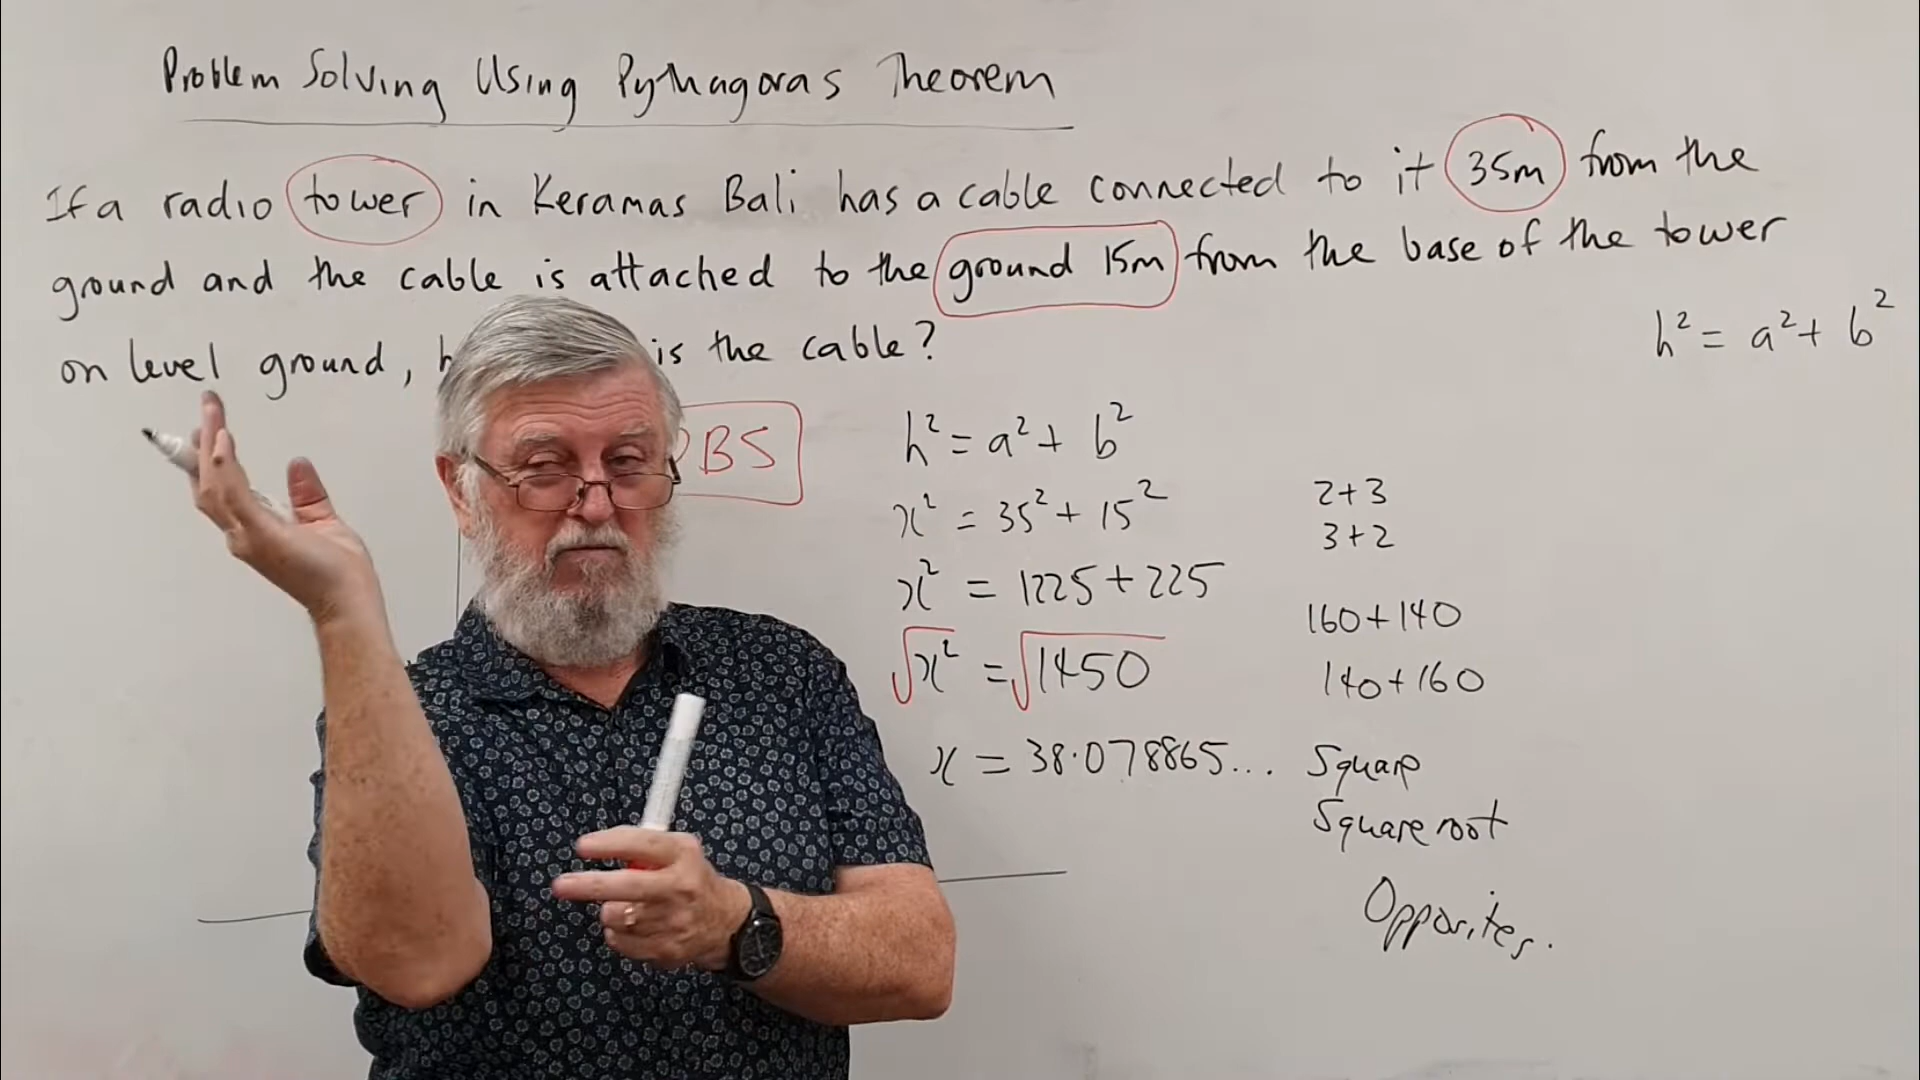 Problem Solving Using Pythagoras Theorem
If a radio tower in Keramas Bali has a cable connected to it 35m from the
ground and the cable is attached to the ground 15m from the base of the tower
on level ground, is the cable?
h² = a² + b²
BS
h² = a² + b²
x² = 35² + 15²
x² = 1225 + 225
√x² = √1450
x = 38.078865...
2+3
3+2
160+140
140+160
Square
Square root
Opposites.